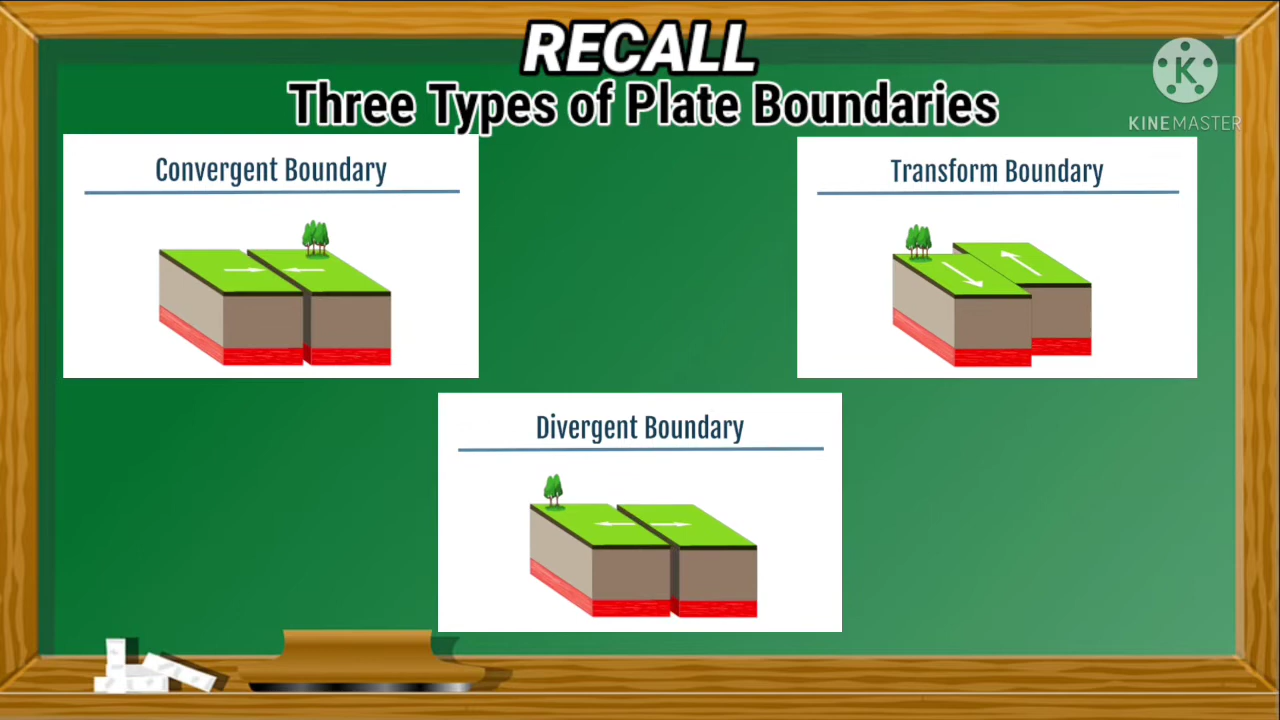 RECALL
Three Types of Plate Boundaries
K
KINEMASTER
Convergent Boundary
Transform Boundary
Divergent Boundary